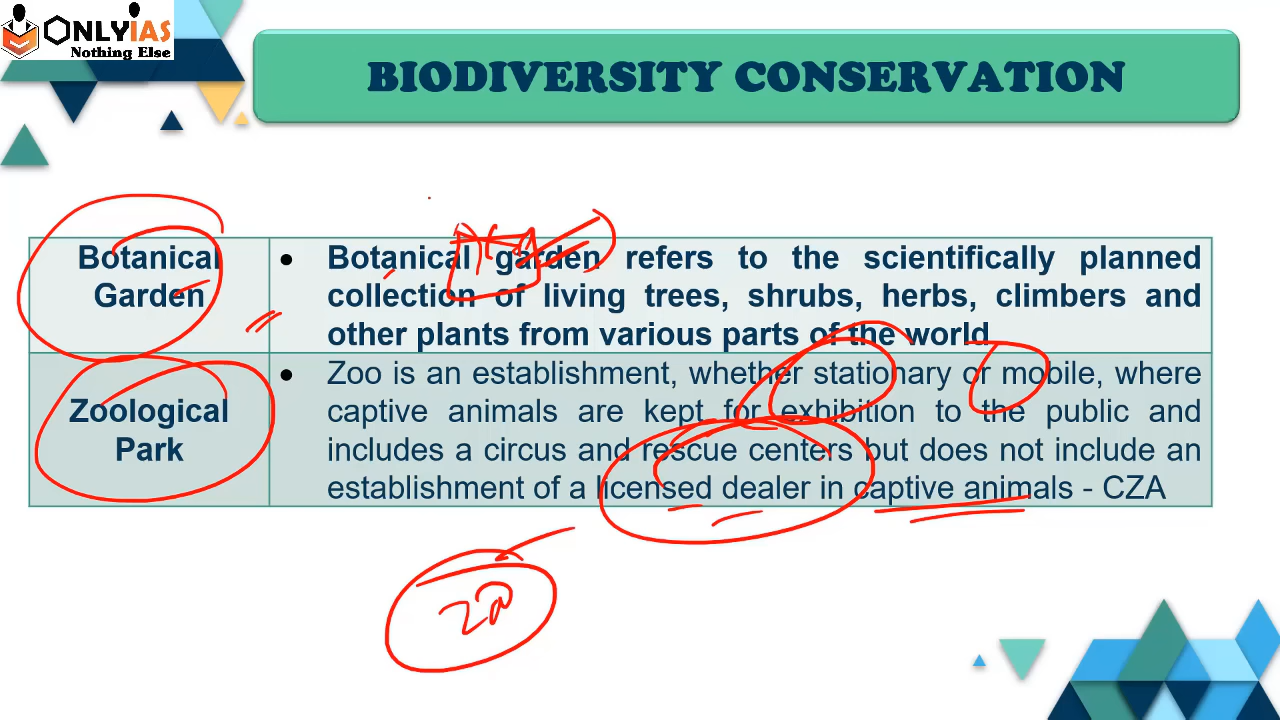 ONLYIAS
Nothing Else
BIODIVERSITY CONSERVATION
Botanical
Garden
• Botanical garden refers to the scientifically planned
collection of living trees, shrubs, herbs, climbers and
other plants from various parts of the world.
Zoological
Park
• Zoo is an establishment, whether stationary or mobile, where
captive animals are kept for exhibition to the public and
includes a circus and rescue centers but does not include an
establishment of a licensed dealer in captive animals - CZA
Zoo